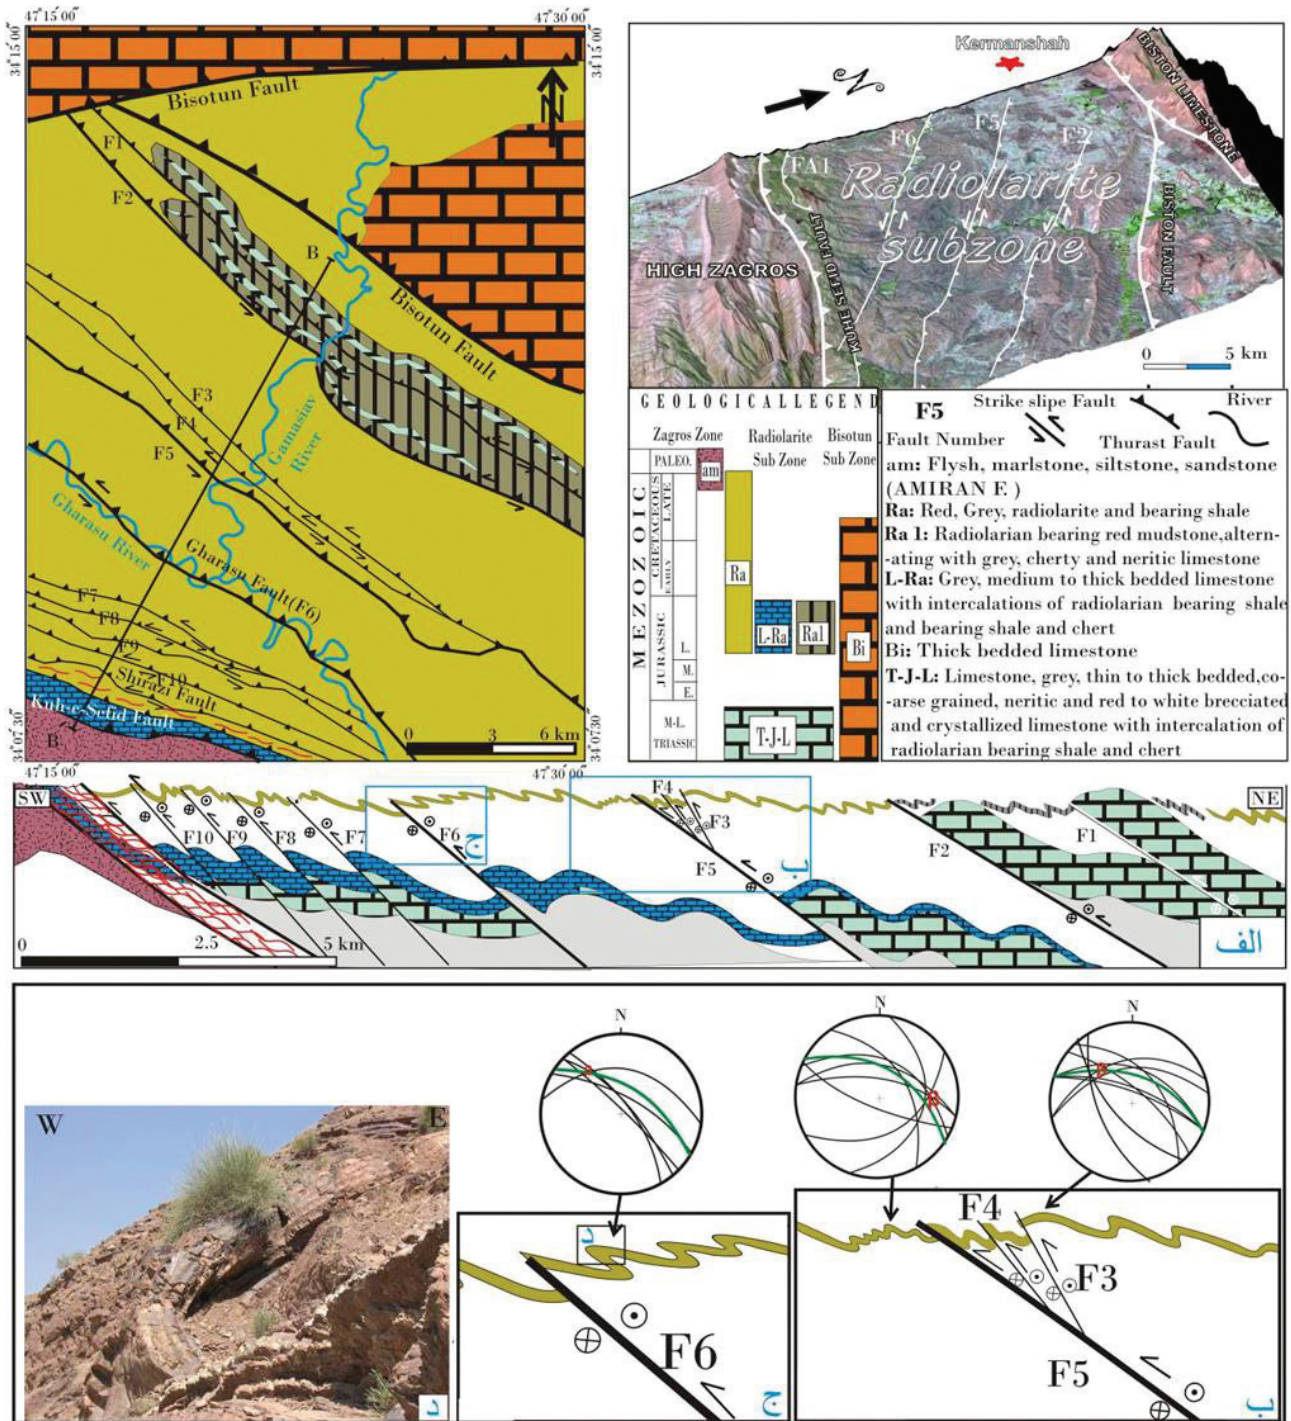 47°15′00″
47°30′00″
34°15′00″
34°15′00″
Bisotun Fault
N
F1
F2
B
Bisotun Fault
F3
F4
F5
Gamasiay
River
Gharasu River
Gharasu Fault(F6)
F7
F8
F9
F10
Shirazi Fault
Kuh-e-Sefid Fault
B
0 3 6 km
34°07′30″
34°07′30″
47°15′00″
47°30′00″
Kermanshah
N
BISTON LIMESTONE
F6
F5
F2
FA1
Radiolarite
subzone
HIGH ZAGROS
KUHE SEFID FAULT
BISTON FAULT
0 5 km
GEOLOGICALLEGEND
Zagros Zone
Radiolarite
Sub Zone
Bisotun
Sub Zone
MEZOZOIC
PALEO.
CRETACEOUS
LATE
EARLY
JURASSIC
L.
M.
E.
M-L.
TRIASSIC
am
Ra
L-Ra
Ra1
Bi
T-J-L
F5 Strike slipe Fault River
Fault Number Thurast Fault
am: Flysh, marlstone, siltstone, sandstone
(AMIRAN F.)
Ra: Red, Grey, radiolarite and bearing shale
Ra 1: Radiolarian bearing red mudstone,altern-
-ating with grey, cherty and neritic limestone
L-Ra: Grey, medium to thick bedded limestone
with intercalations of radiolarian bearing shale
and bearing shale and chert
Bi: Thick bedded limestone
T-J-L: Limestone, grey, thin to thick bedded,co-
-arse grained, neritic and red to white brecciated
and crystallized limestone with intercalation of
radiolarian bearing shale and chert
SW
NE
F10
F9
F8
F7
F6
ج
F4
F3
F5
ب
F2
F1
الف
0 2.5 5 km
N
N
N
W
E
د
د
F6
ج
F4
F3
F5
ب